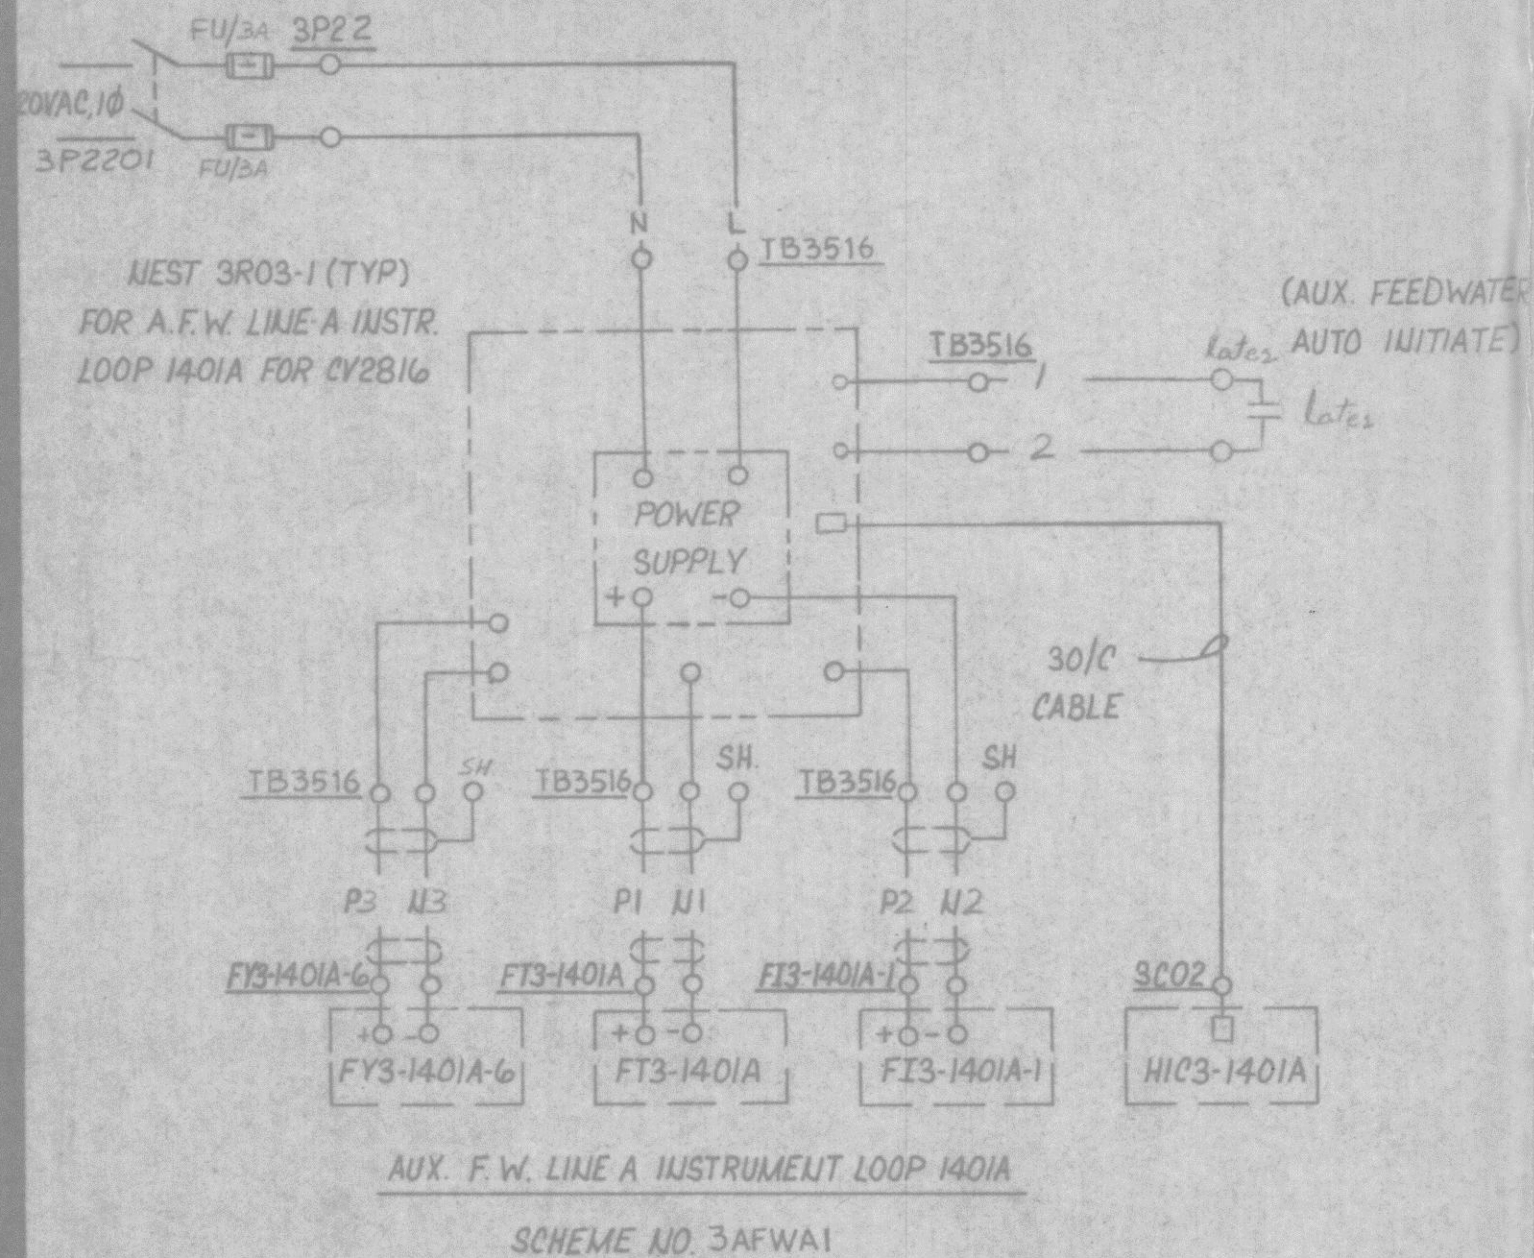 FU/3A 3P22
20VAC,1Ø
3P2201 FU/3A
N L
TB3516
NEST 3R03-1 (TYP)
FOR A.F.W. LINE A INSTR.
LOOP 1401A FOR CV2816
(AUX. FEEDWATER
AUTO INITIATE)
TB3516
1
2
Later
Later
POWER
SUPPLY
+ -
30/C
CABLE
TB3516 SH.
TB3516 SH.
TB3516 SH
P3 N3 P1 N1 P2 N2
FY3-1401A-6 FT3-1401A FI3-1401A-1 3C02
+ - + - + -
FY3-1401A-6 FT3-1401A FI3-1401A-1 HIC3-1401A
AUX. F.W. LINE A INSTRUMENT LOOP 1401A
SCHEME NO. 3AFWA1